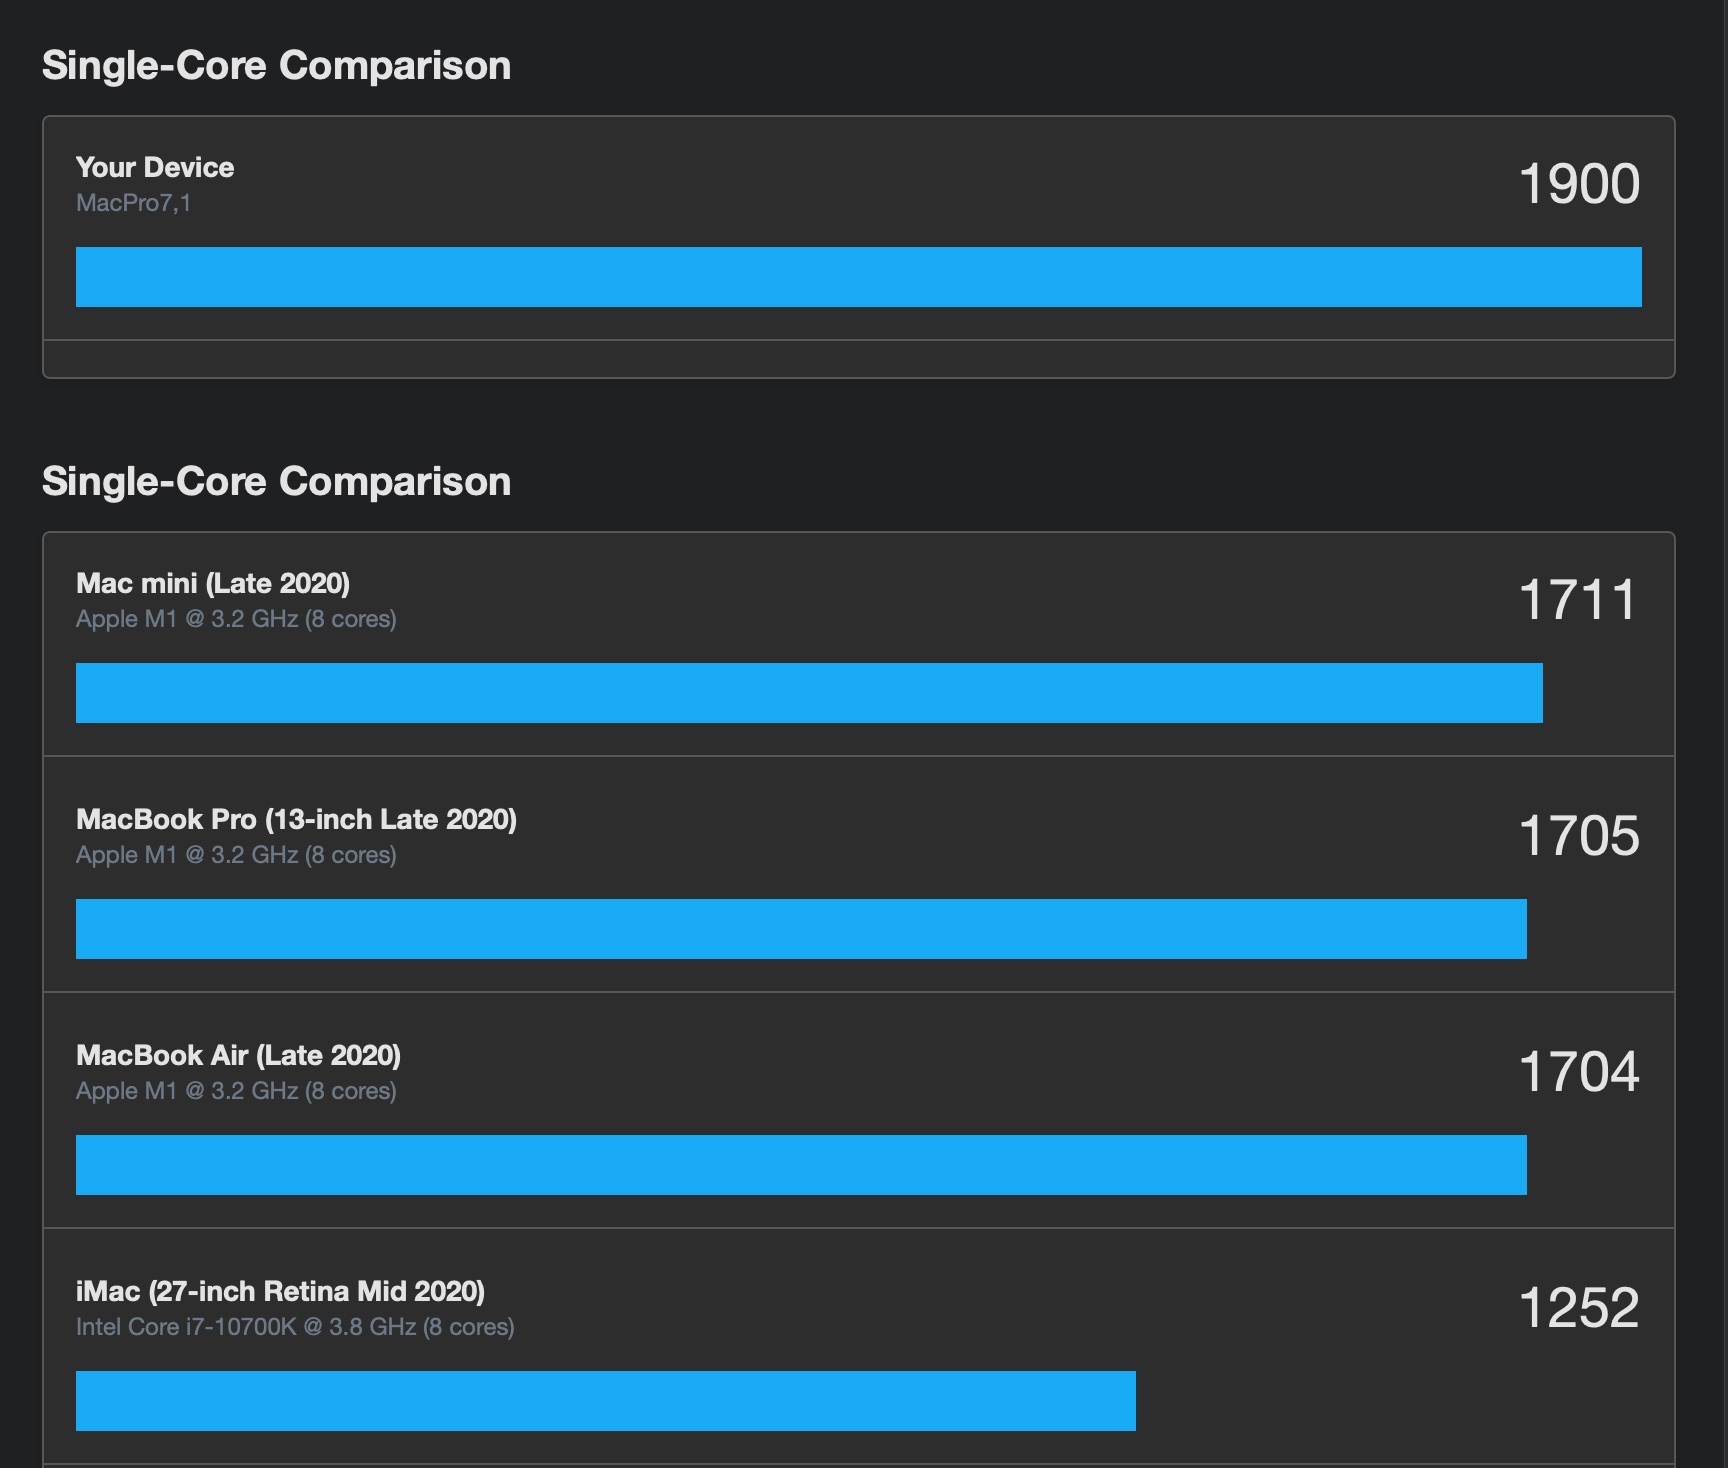 Single-Core Comparison
Your Device
1900
MacPro7,1
Single-Core Comparison
Mac mini (Late 2020)
1711
Apple M1 @ 3.2 GHz (8 cores)
MacBook Pro (13-inch Late 2020)
1705
Apple M1 @ 3.2 GHz (8 cores)
MacBook Air (Late 2020)
1704
Apple M1 @ 3.2 GHz (8 cores)
iMac (27-inch Retina Mid 2020)
1252
Intel Core i7-10700K @ 3.8 GHz (8 cores)